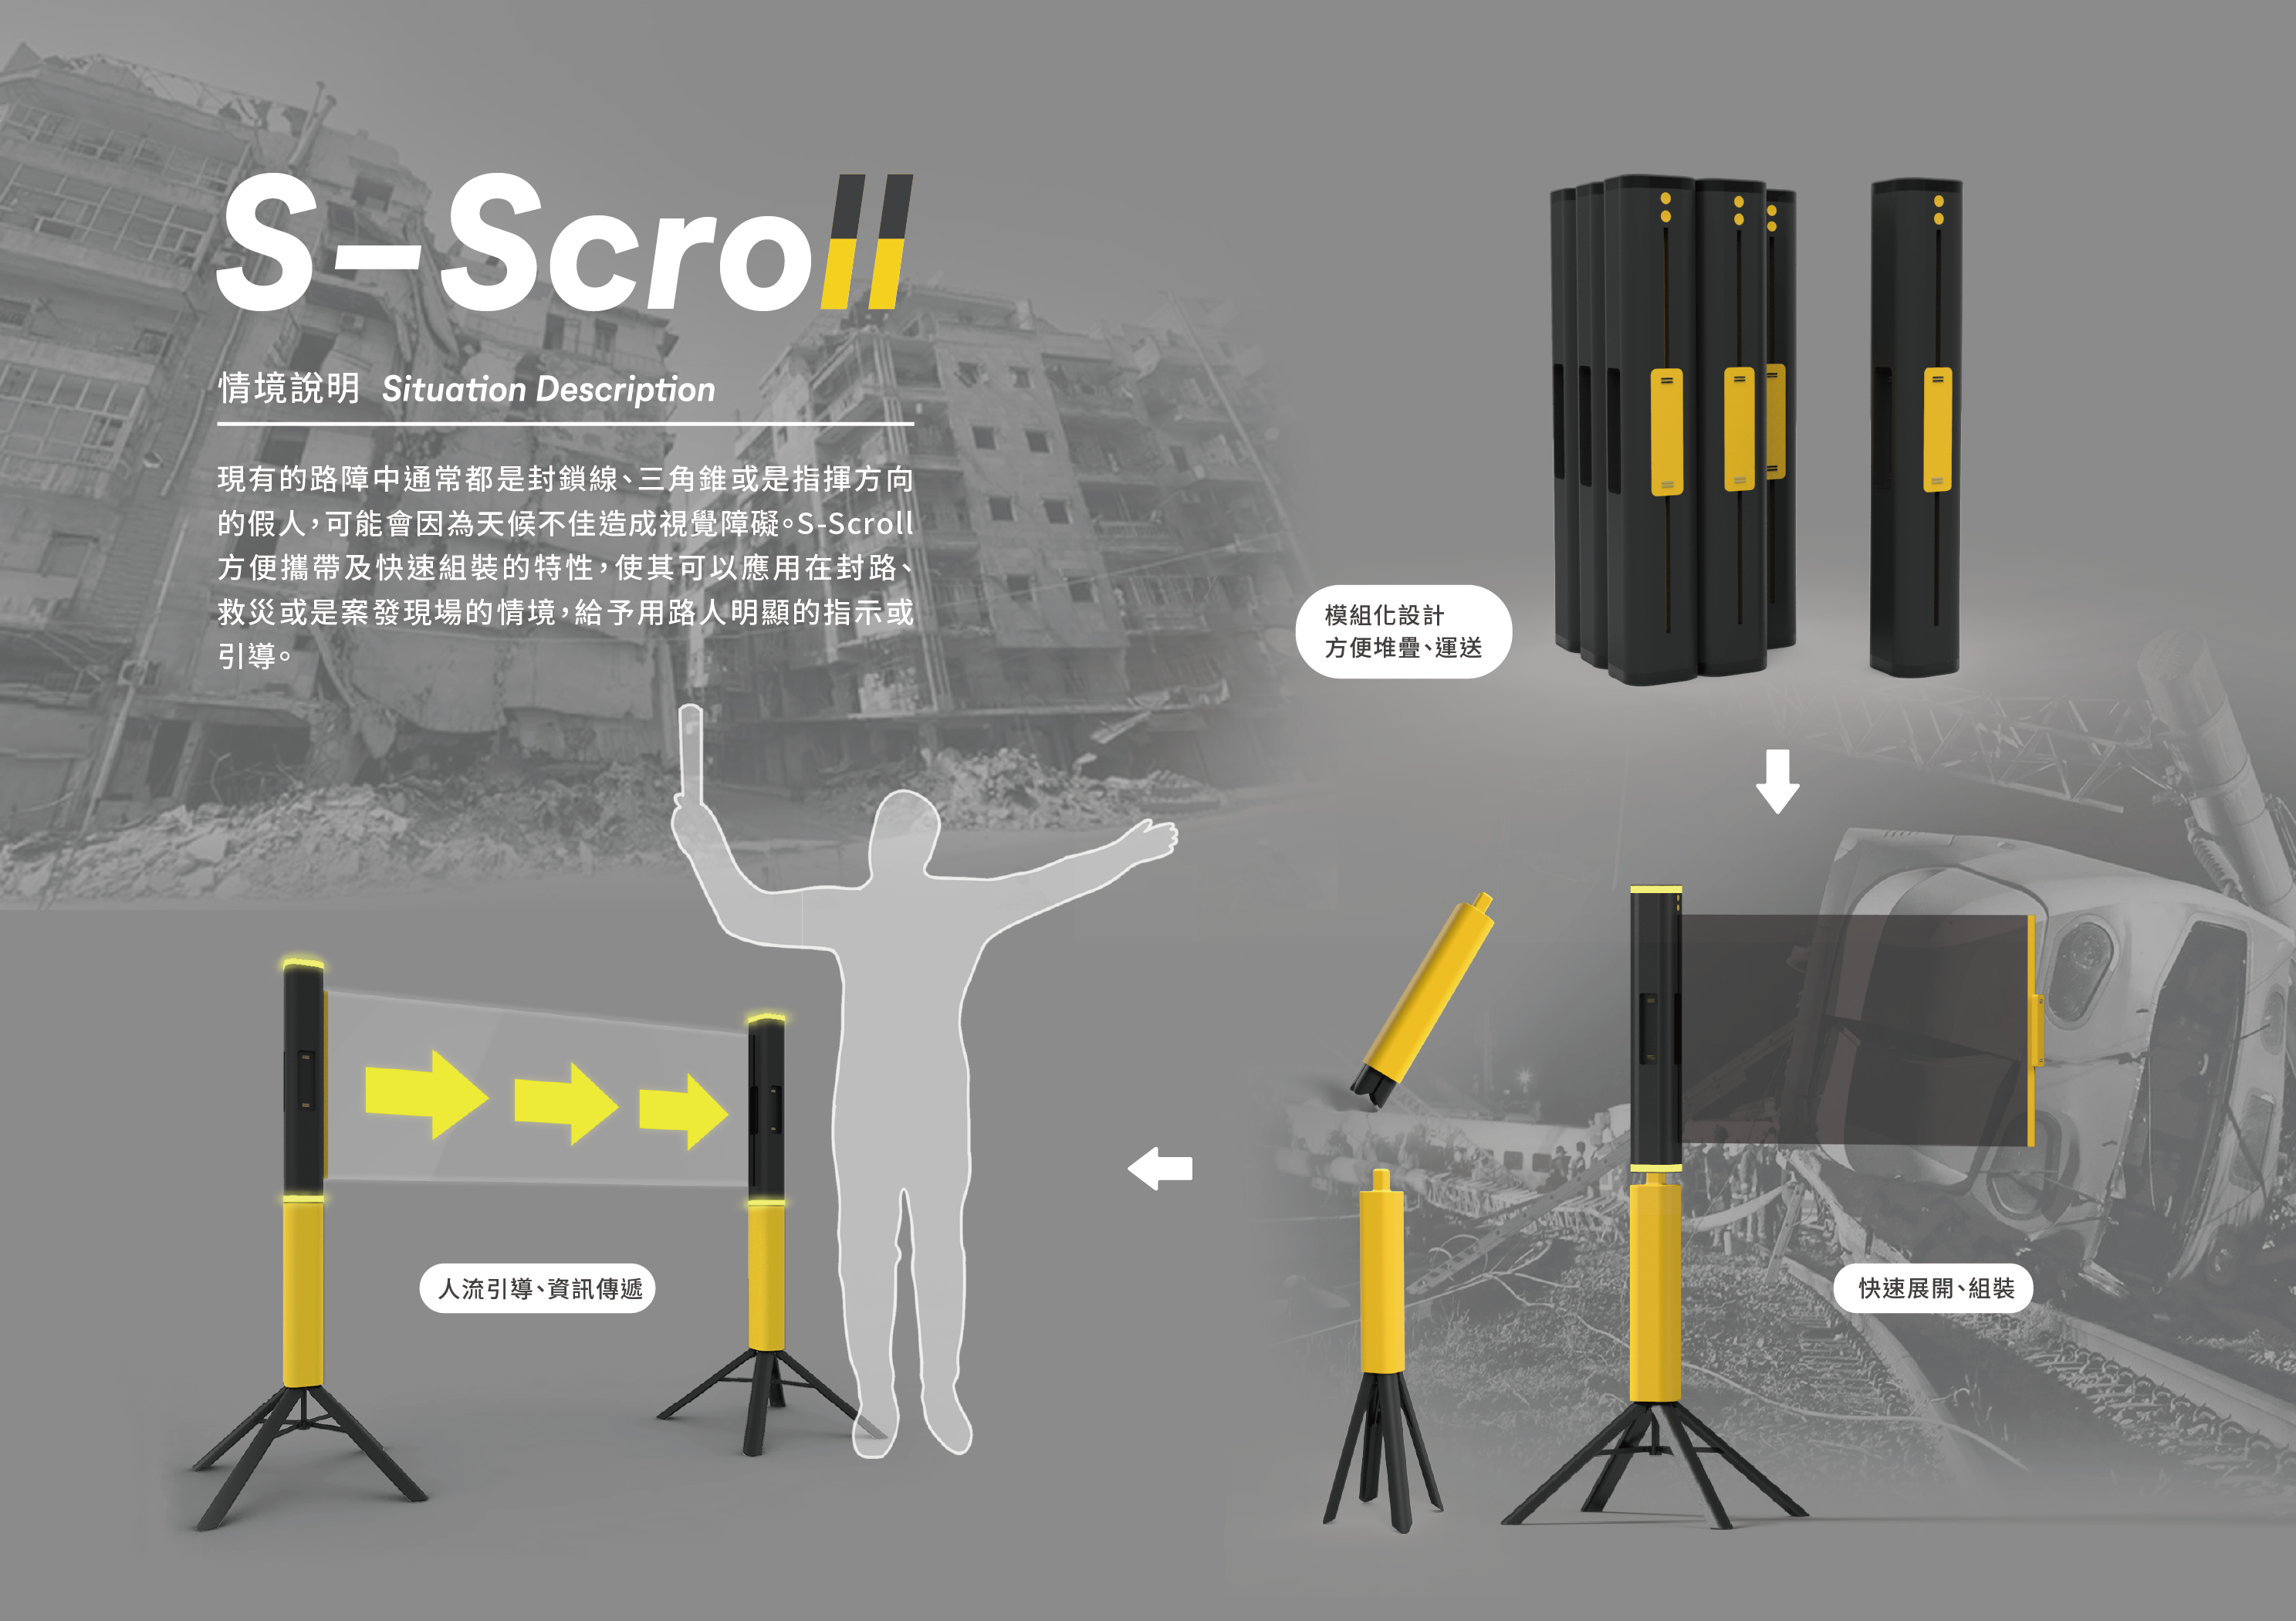 S-Scroll
情境說明 Situation Description
現有的路障中通常都是封鎖線、三角錐或是指揮方向
的假人，可能會因為天候不佳造成視覺障礙。S-Scroll
方便攜帶及快速組裝的特性，使其可以應用在封路、
救災或是案發現場的情境，給予用路人明顯的指示或
引導。
模組化設計
方便堆疊、運送
人流引導、資訊傳遞
快速展開、組裝